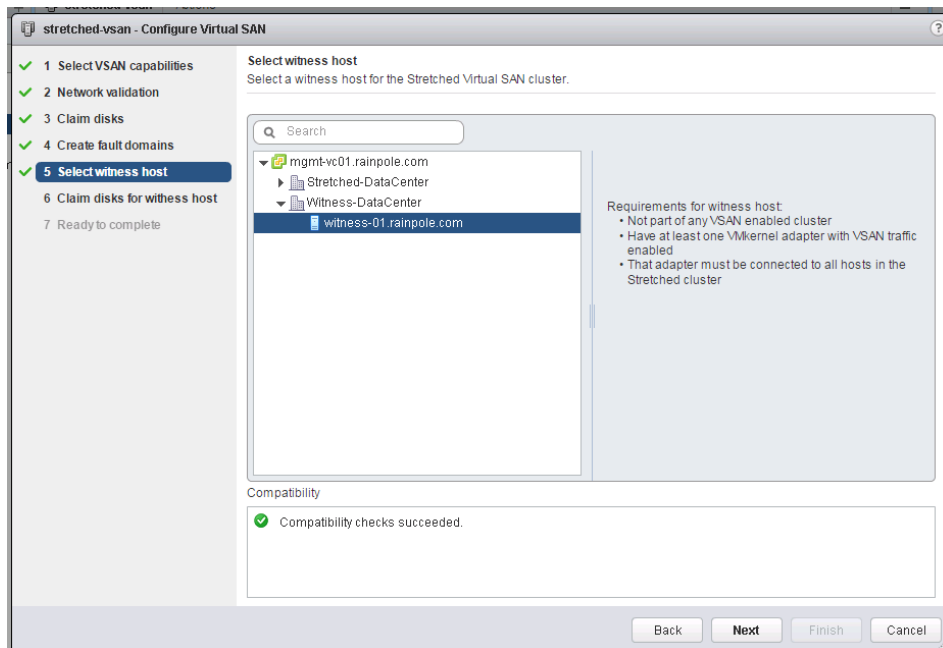 stretched-vsan - Configure Virtual SAN
?
1 Select VSAN capabilities
2 Network validation
3 Claim disks
4 Create fault domains
5 Select witness host
6 Claim disks for witness host
7 Ready to complete
Select witness host
Select a witness host for the Stretched Virtual SAN cluster.
Search
mgmt-vc01.rainpole.com
Stretched-DataCenter
Witness-DataCenter
witness-01.rainpole.com
Requirements for witness host:
• Not part of any VSAN enabled cluster
• Have at least one VMkernel adapter with VSAN traffic
enabled
• That adapter must be connected to all hosts in the
Stretched cluster
Compatibility
Compatibility checks succeeded.
Back
Next
Finish
Cancel